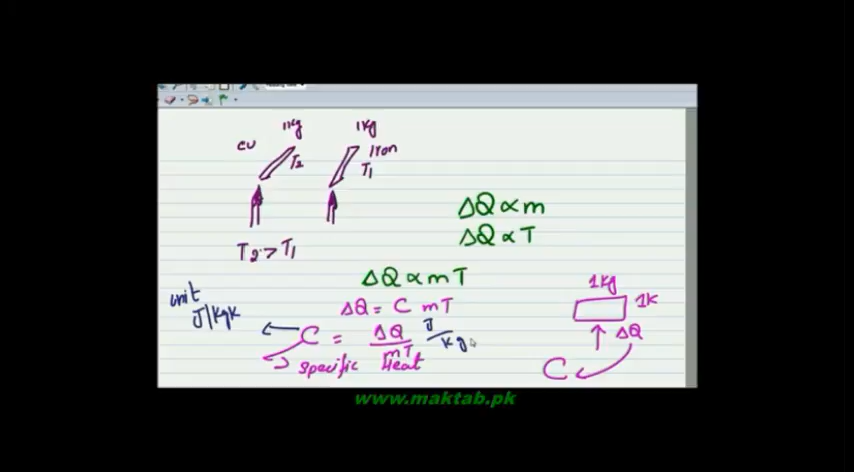 cu
1kg
T2
1kg
Iron
T1
T2 > T1
ΔQ ∝ m
ΔQ ∝ T
ΔQ ∝ mT
ΔQ = C mT
unit
J/kgk
C = ΔQ/mT J/kg
specific Heat
1kg
1K
ΔQ
C
www.maktab.pk